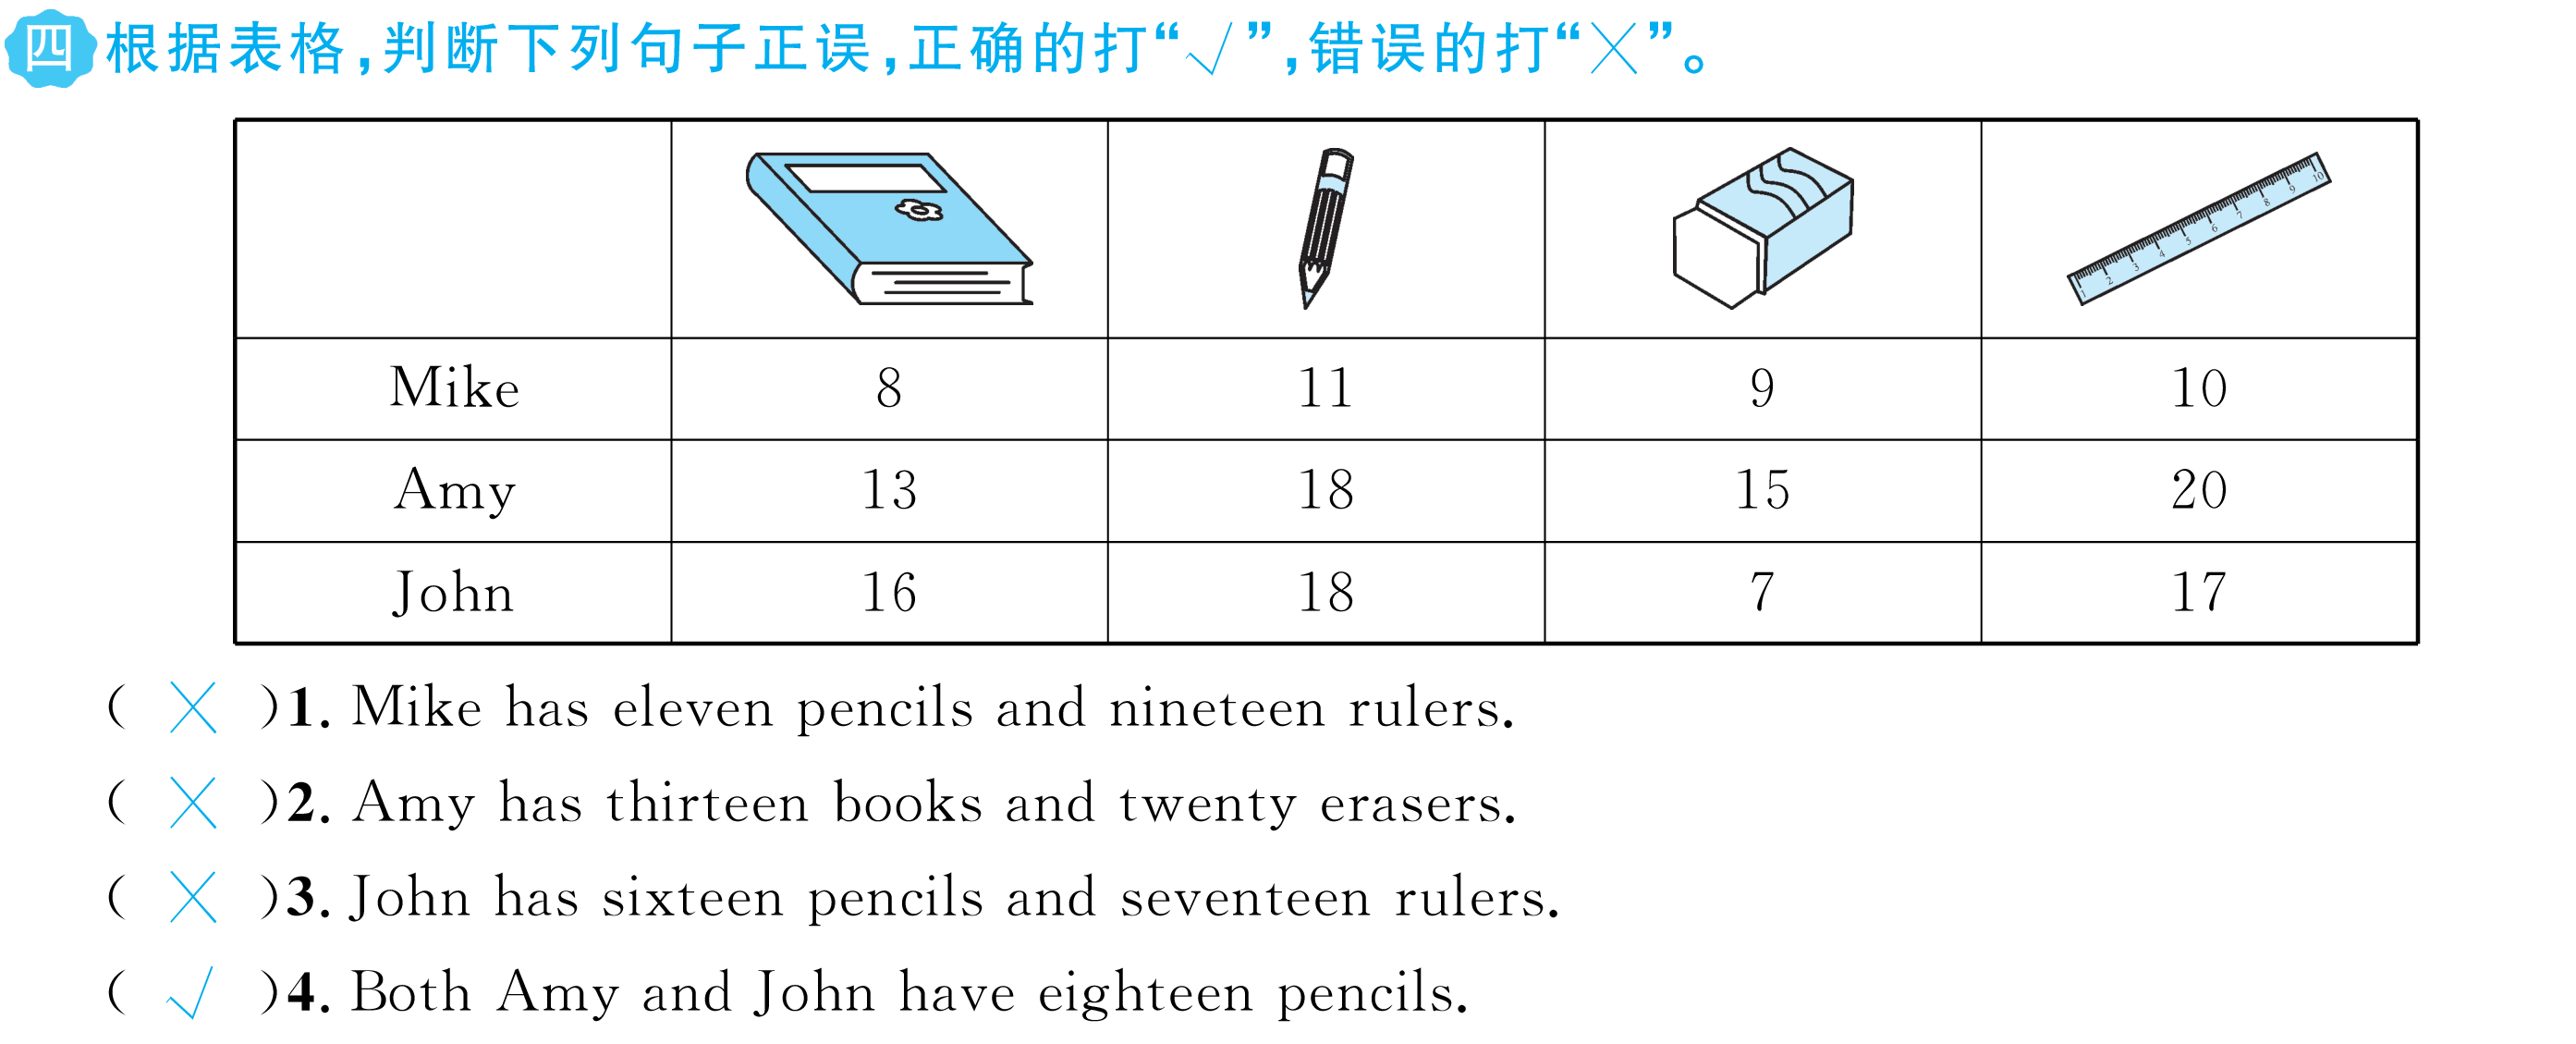 四 根据表格,判断下列句子正误,正确的打“√”,错误的打“×”。
Mike 8 11 9 10
Amy 13 18 15 20
John 16 18 7 17
( × )1. Mike has eleven pencils and nineteen rulers.
( × )2. Amy has thirteen books and twenty erasers.
( × )3. John has sixteen pencils and seventeen rulers.
( √ )4. Both Amy and John have eighteen pencils.